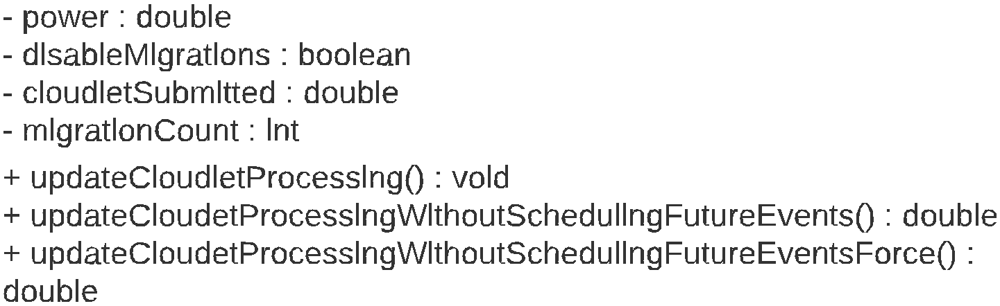 - power : double
- disableMigrations : boolean
- cloudletSubmitted : double
- migrationCount : int
+ updateCloudletProcessing() : void
+ updateCloudetProcessingWithoutSchedulingFutureEvents() : double
+ updateCloudetProcessingWithoutSchedulingFutureEventsForce() :
double